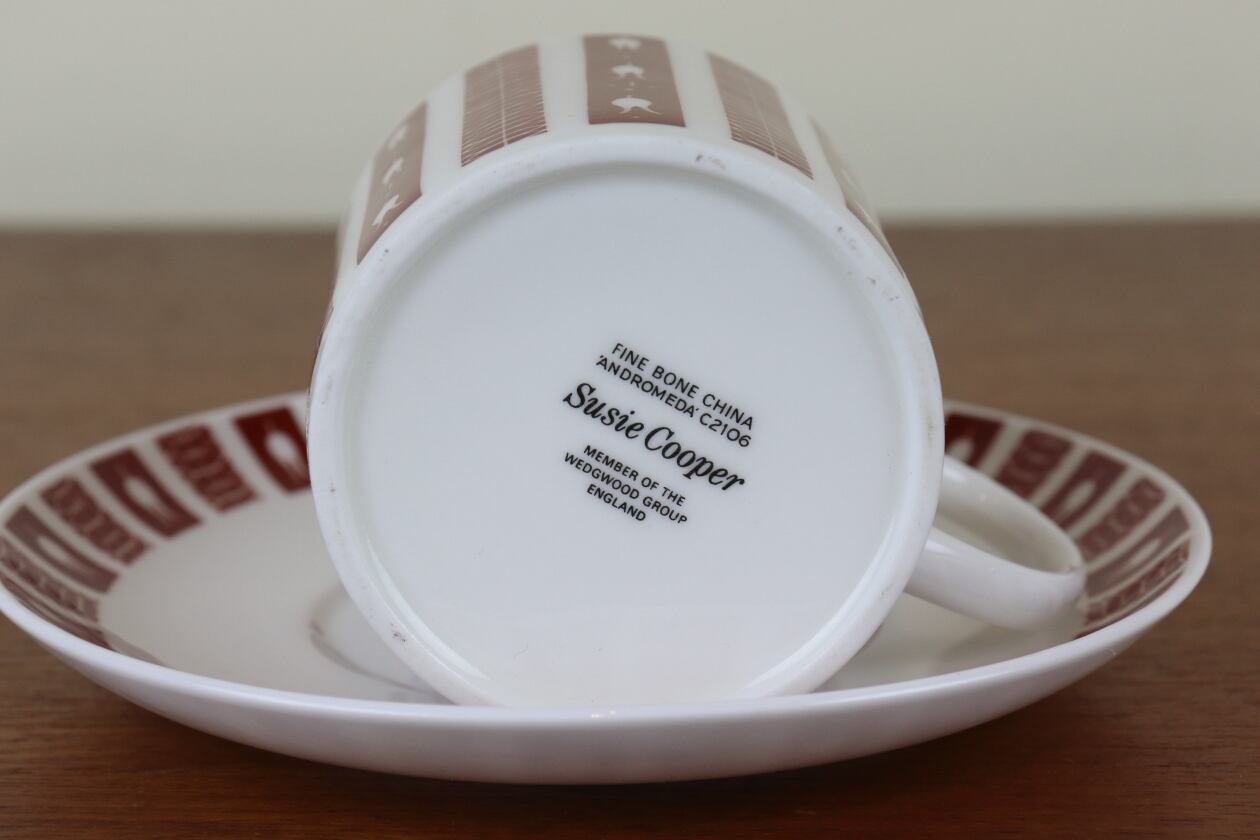 FINE BONE CHINA
'ANDROMEDA' C2106
Susie Cooper
MEMBER OF THE
WEDGWOOD GROUP
ENGLAND